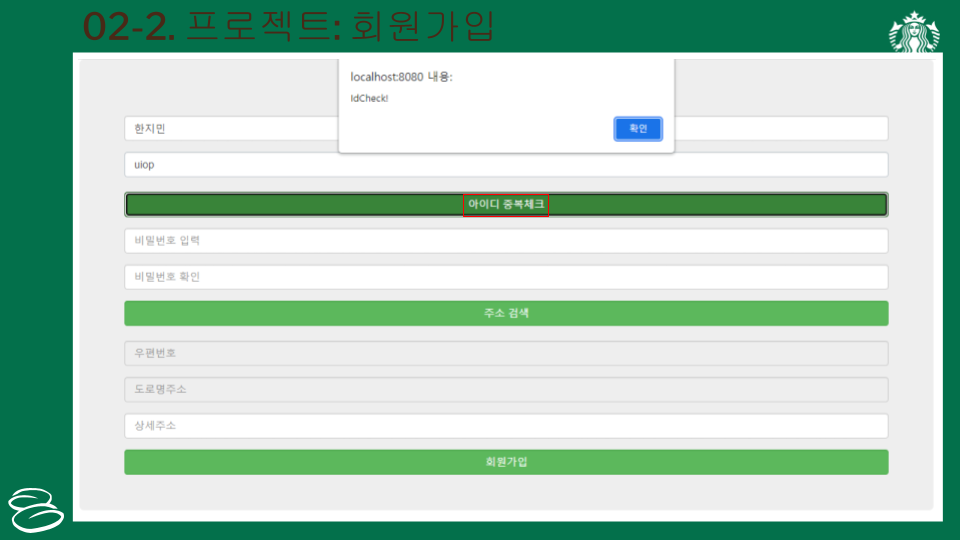 02-2. 프로젝트: 회원가입
localhost:8080 내용:
IdCheck!
확인
한지민
uiop
아이디 중복체크
비밀번호 입력
비밀번호 확인
주소 검색
우편번호
도로명주소
상세주소
회원가입